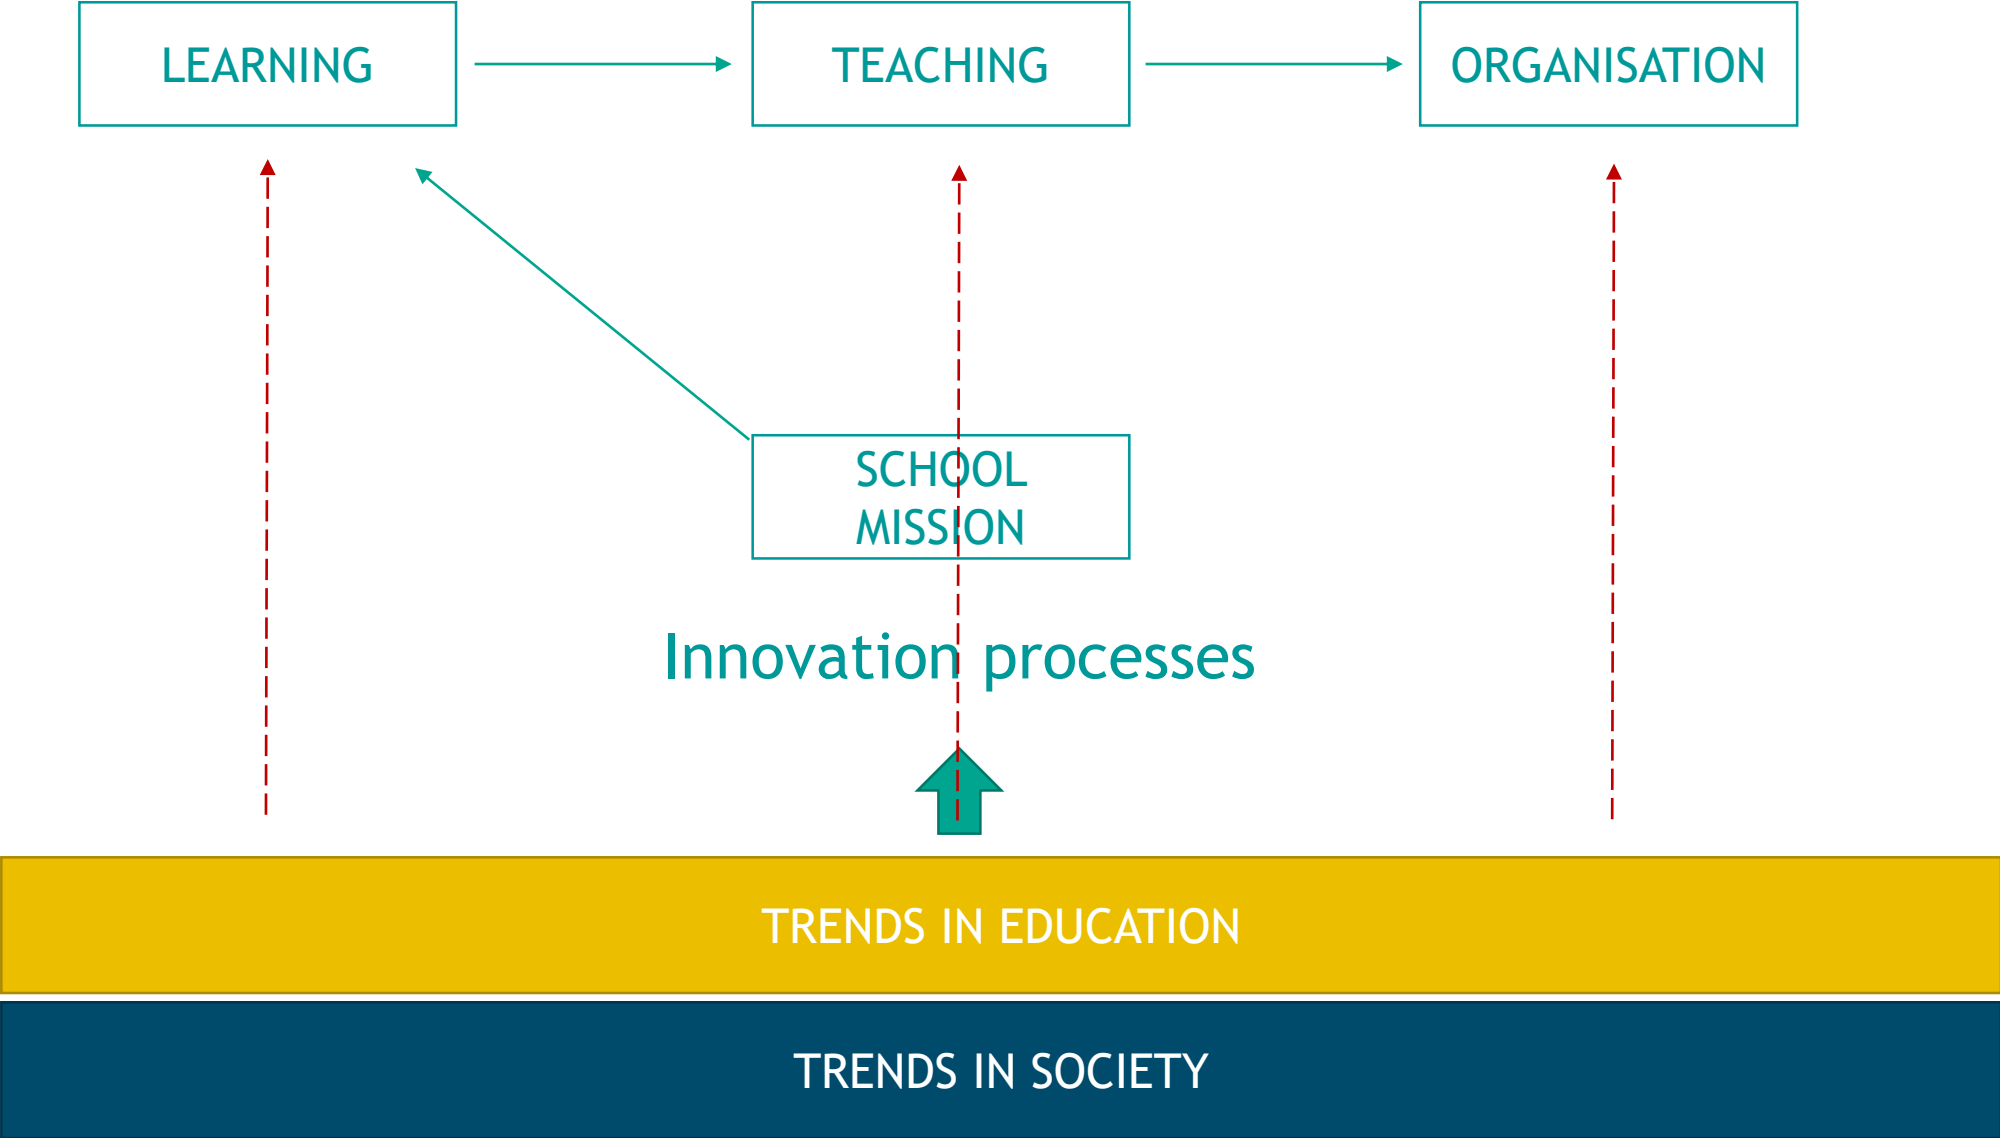 LEARNING
TEACHING
ORGANISATION
SCHOOL
MISSION
Innovation processes
TRENDS IN EDUCATION
TRENDS IN SOCIETY